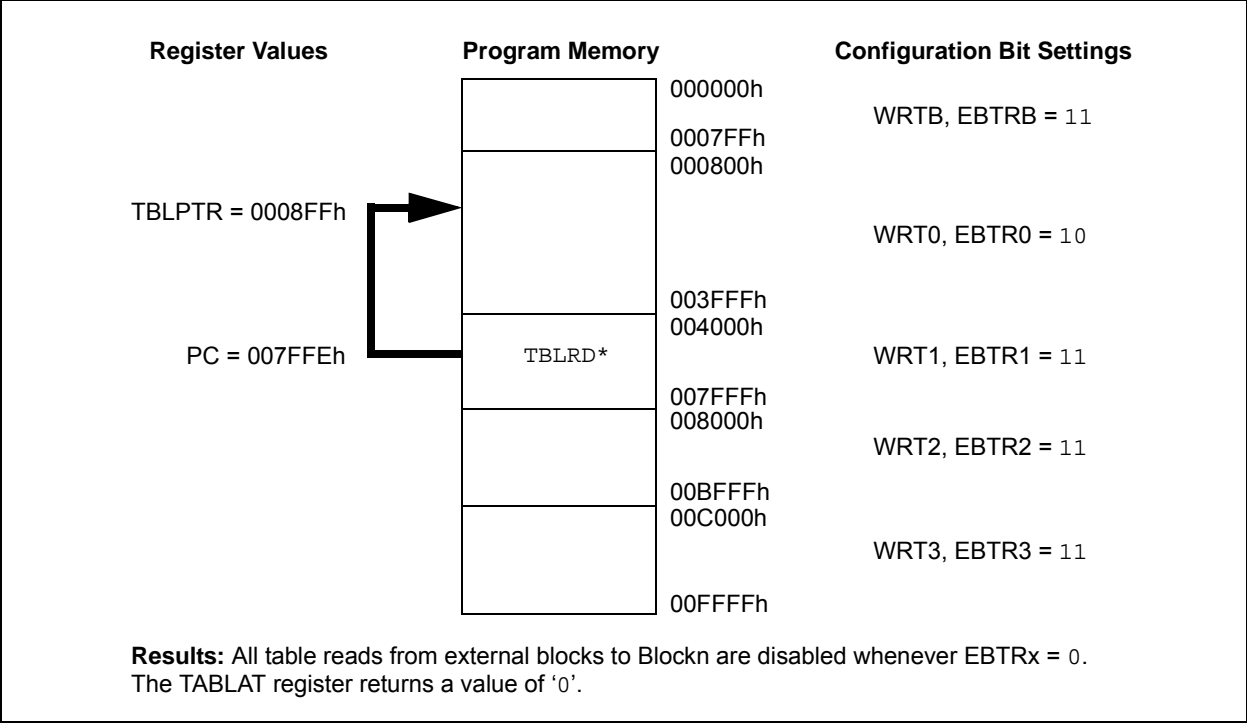 Register Values Program Memory Configuration Bit Settings
000000h
WRTB, EBTRB = 11
0007FFh
000800h
TBLPTR = 0008FFh
WRT0, EBTR0 = 10
003FFFh
004000h
PC = 007FFEh TBLRD* WRT1, EBTR1 = 11
007FFFh
008000h
WRT2, EBTR2 = 11
00BFFFh
00C000h
WRT3, EBTR3 = 11
00FFFFh
Results: All table reads from external blocks to Blockn are disabled whenever EBTRx = 0.
The TABLAT register returns a value of ‘0’.